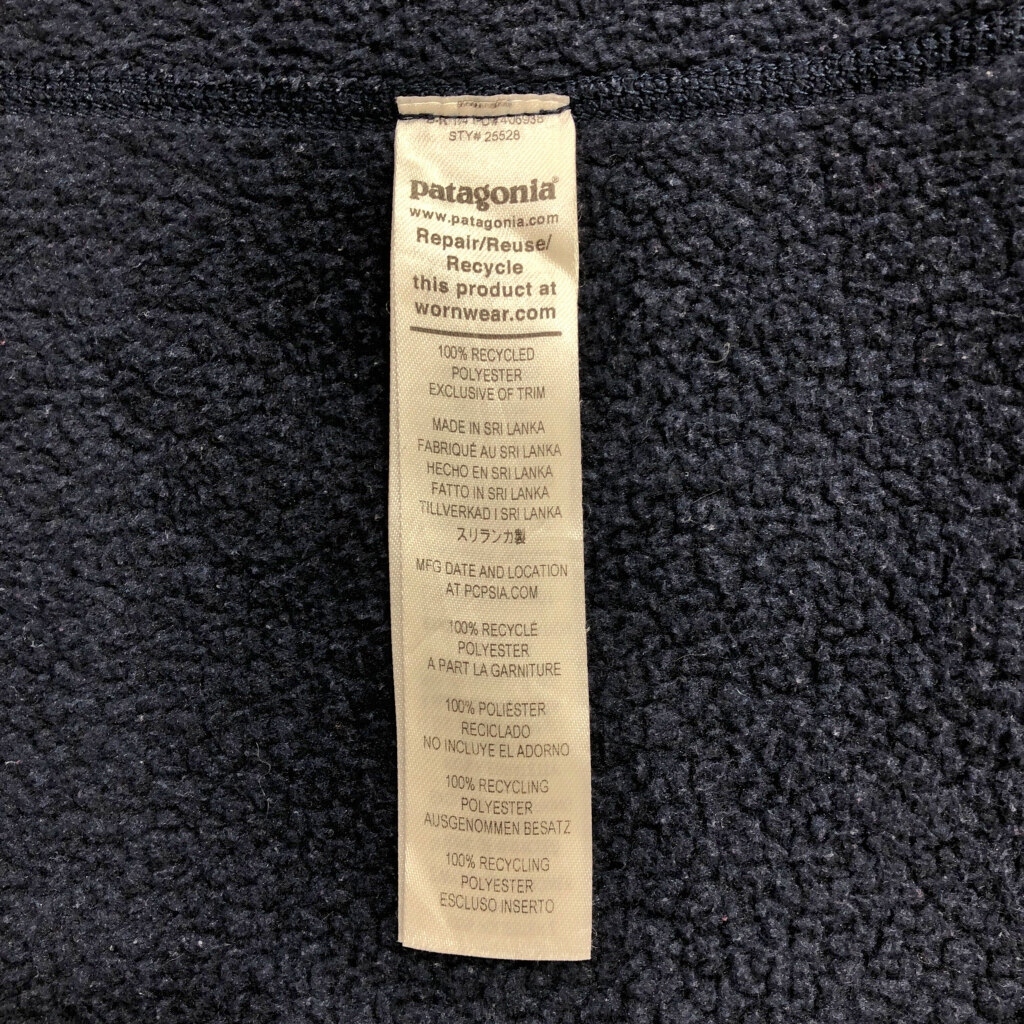 STY# 25528
patagonia®
www.patagonia.com
Repair/Reuse/
Recycle
this product at
wornwear.com
100% RECYCLED
POLYESTER
EXCLUSIVE OF TRIM
MADE IN SRI LANKA
FABRIQUÉ AU SRI LANKA
HECHO EN SRI LANKA
FATTO IN SRI LANKA
TILLVERKAD I SRI LANKA
スリランカ製
MFG DATE AND LOCATION
AT PCPSIA.COM
100% RECYCLÉ
POLYESTER
A PART LA GARNITURE
100% POLIÉSTER
RECICLADO
NO INCLUYE EL ADORNO
100% RECYCLING
POLYESTER
AUSGENOMMEN BESATZ
100% RECYCLING
POLYESTER
ESCLUSO INSERTO